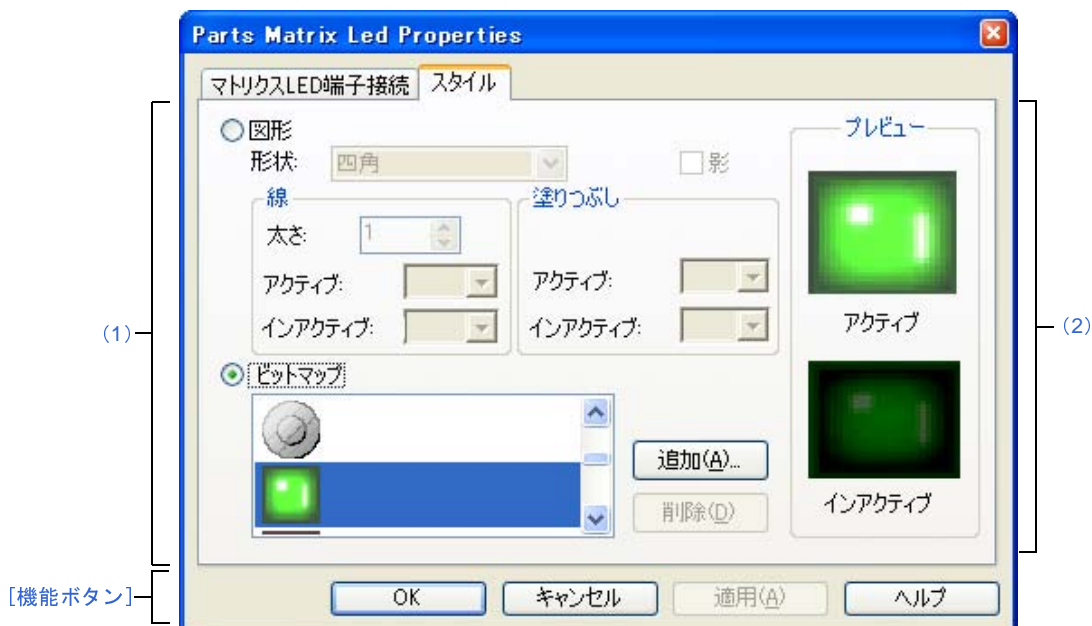 Parts Matrix Led Properties
マトリクスLED端子接続 スタイル
図形
形状: 四角 影
線
太さ: 1
アクティブ:
インアクティブ:
塗りつぶし
アクティブ:
インアクティブ:
ビットマップ
追加(A)...
削除(D)
プレビュー
アクティブ
インアクティブ
(1)
(2)
[機能ボタン]
OK キャンセル 適用(A) ヘルプ